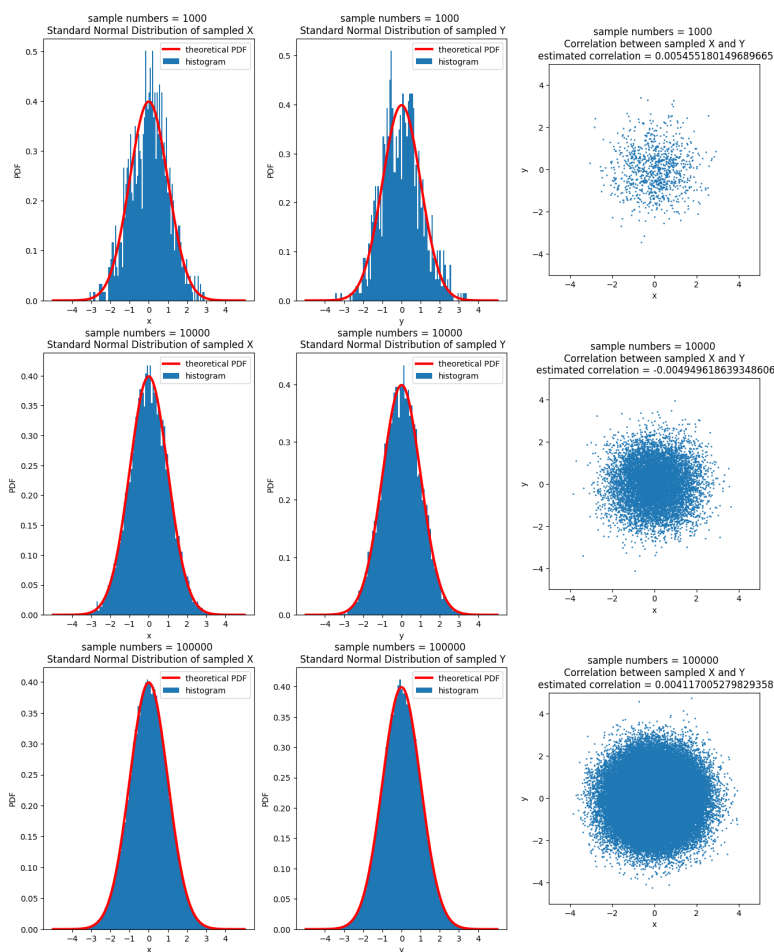 sample numbers = 1000
Standard Normal Distribution of sampled X
theoretical PDF
histogram
0.5
0.4
0.3
0.2
0.1
0.0
PDF
−4 −3 −2 −1 0 1 2 3 4
x
sample numbers = 1000
Standard Normal Distribution of sampled Y
theoretical PDF
histogram
0.5
0.4
0.3
0.2
0.1
0.0
PDF
−4 −3 −2 −1 0 1 2 3 4
y
sample numbers = 1000
Correlation between sampled X and Y
estimated correlation = 0.005455180149689665
4
2
0
−2
−4
y
−4 −2 0 2 4
x
sample numbers = 10000
Standard Normal Distribution of sampled X
theoretical PDF
histogram
0.40
0.35
0.30
0.25
0.20
0.15
0.10
0.05
0.00
PDF
−4 −3 −2 −1 0 1 2 3 4
x
sample numbers = 10000
Standard Normal Distribution of sampled Y
theoretical PDF
histogram
0.4
0.3
0.2
0.1
0.0
PDF
−4 −3 −2 −1 0 1 2 3 4
y
sample numbers = 10000
Correlation between sampled X and Y
estimated correlation = -0.004949618639348606
4
2
0
−2
−4
y
−4 −2 0 2 4
x
sample numbers = 100000
Standard Normal Distribution of sampled X
theoretical PDF
histogram
0.40
0.35
0.30
0.25
0.20
0.15
0.10
0.05
0.00
PDF
−4 −3 −2 −1 0 1 2 3 4
x
sample numbers = 100000
Standard Normal Distribution of sampled Y
theoretical PDF
histogram
0.40
0.35
0.30
0.25
0.20
0.15
0.10
0.05
0.00
PDF
−4 −3 −2 −1 0 1 2 3 4
y
sample numbers = 100000
Correlation between sampled X and Y
estimated correlation = 0.004117005279829358
4
2
0
−2
−4
y
−4 −2 0 2 4
x